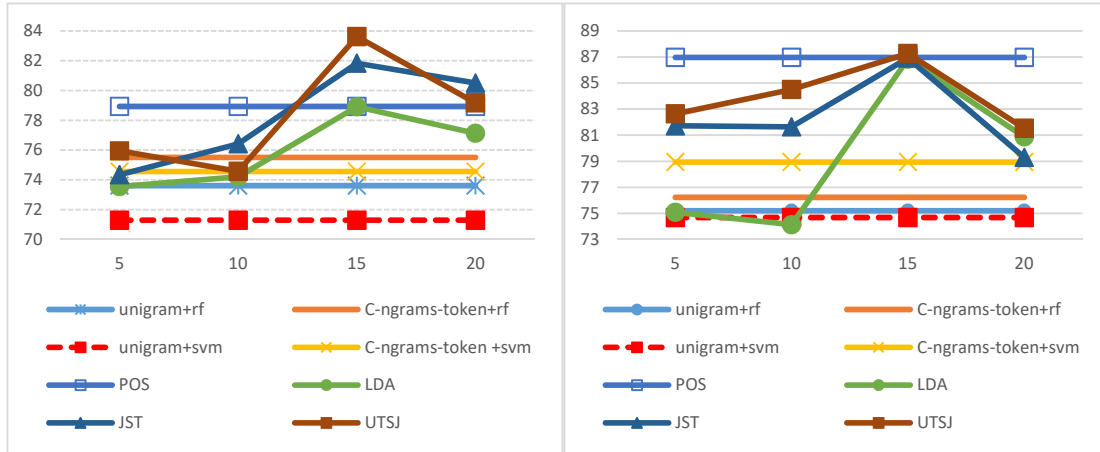 84
82
80
78
76
74
72
70
5 10 15 20
unigram+rf C-ngrams-token+rf
unigram+svm C-ngrams-token +svm
POS LDA
JST UTSJ
89
87
85
83
81
79
77
75
73
5 10 15 20
unigram+rf C-ngrams-token+rf
unigram+svm C-ngrams-token+svm
POS LDA
JST UTSJ